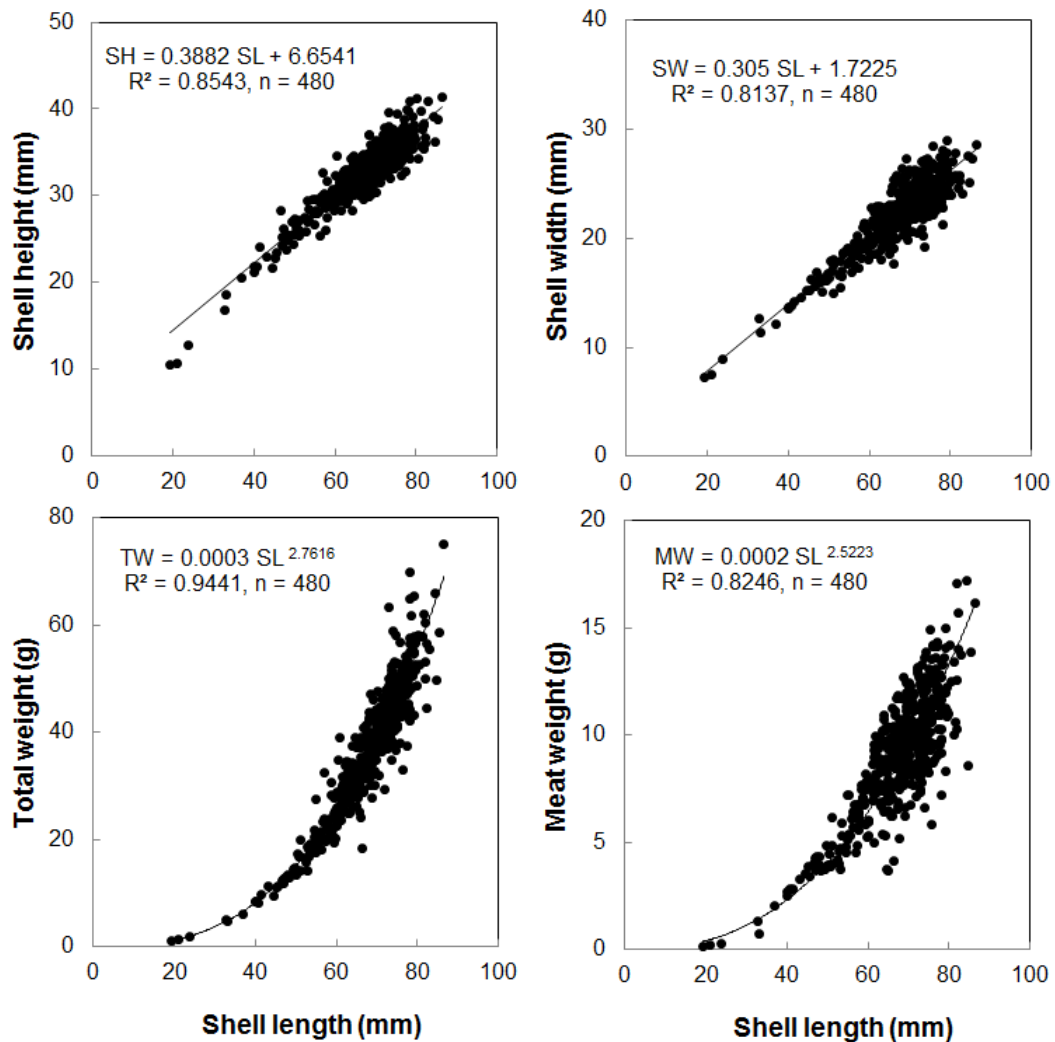 SH = 0.3882 SL + 6.6541
R² = 0.8543, n = 480
Shell height (mm)
50
40
30
20
10
0
0 20 40 60 80 100
SW = 0.305 SL + 1.7225
R² = 0.8137, n = 480
Shell width (mm)
40
30
20
10
0
0 20 40 60 80 100
TW = 0.0003 SL 2.7616
R² = 0.9441, n = 480
Total weight (g)
80
60
40
20
0
0 20 40 60 80 100
Shell length (mm)
MW = 0.0002 SL 2.5223
R² = 0.8246, n = 480
Meat weight (g)
20
15
10
5
0
0 20 40 60 80 100
Shell length (mm)